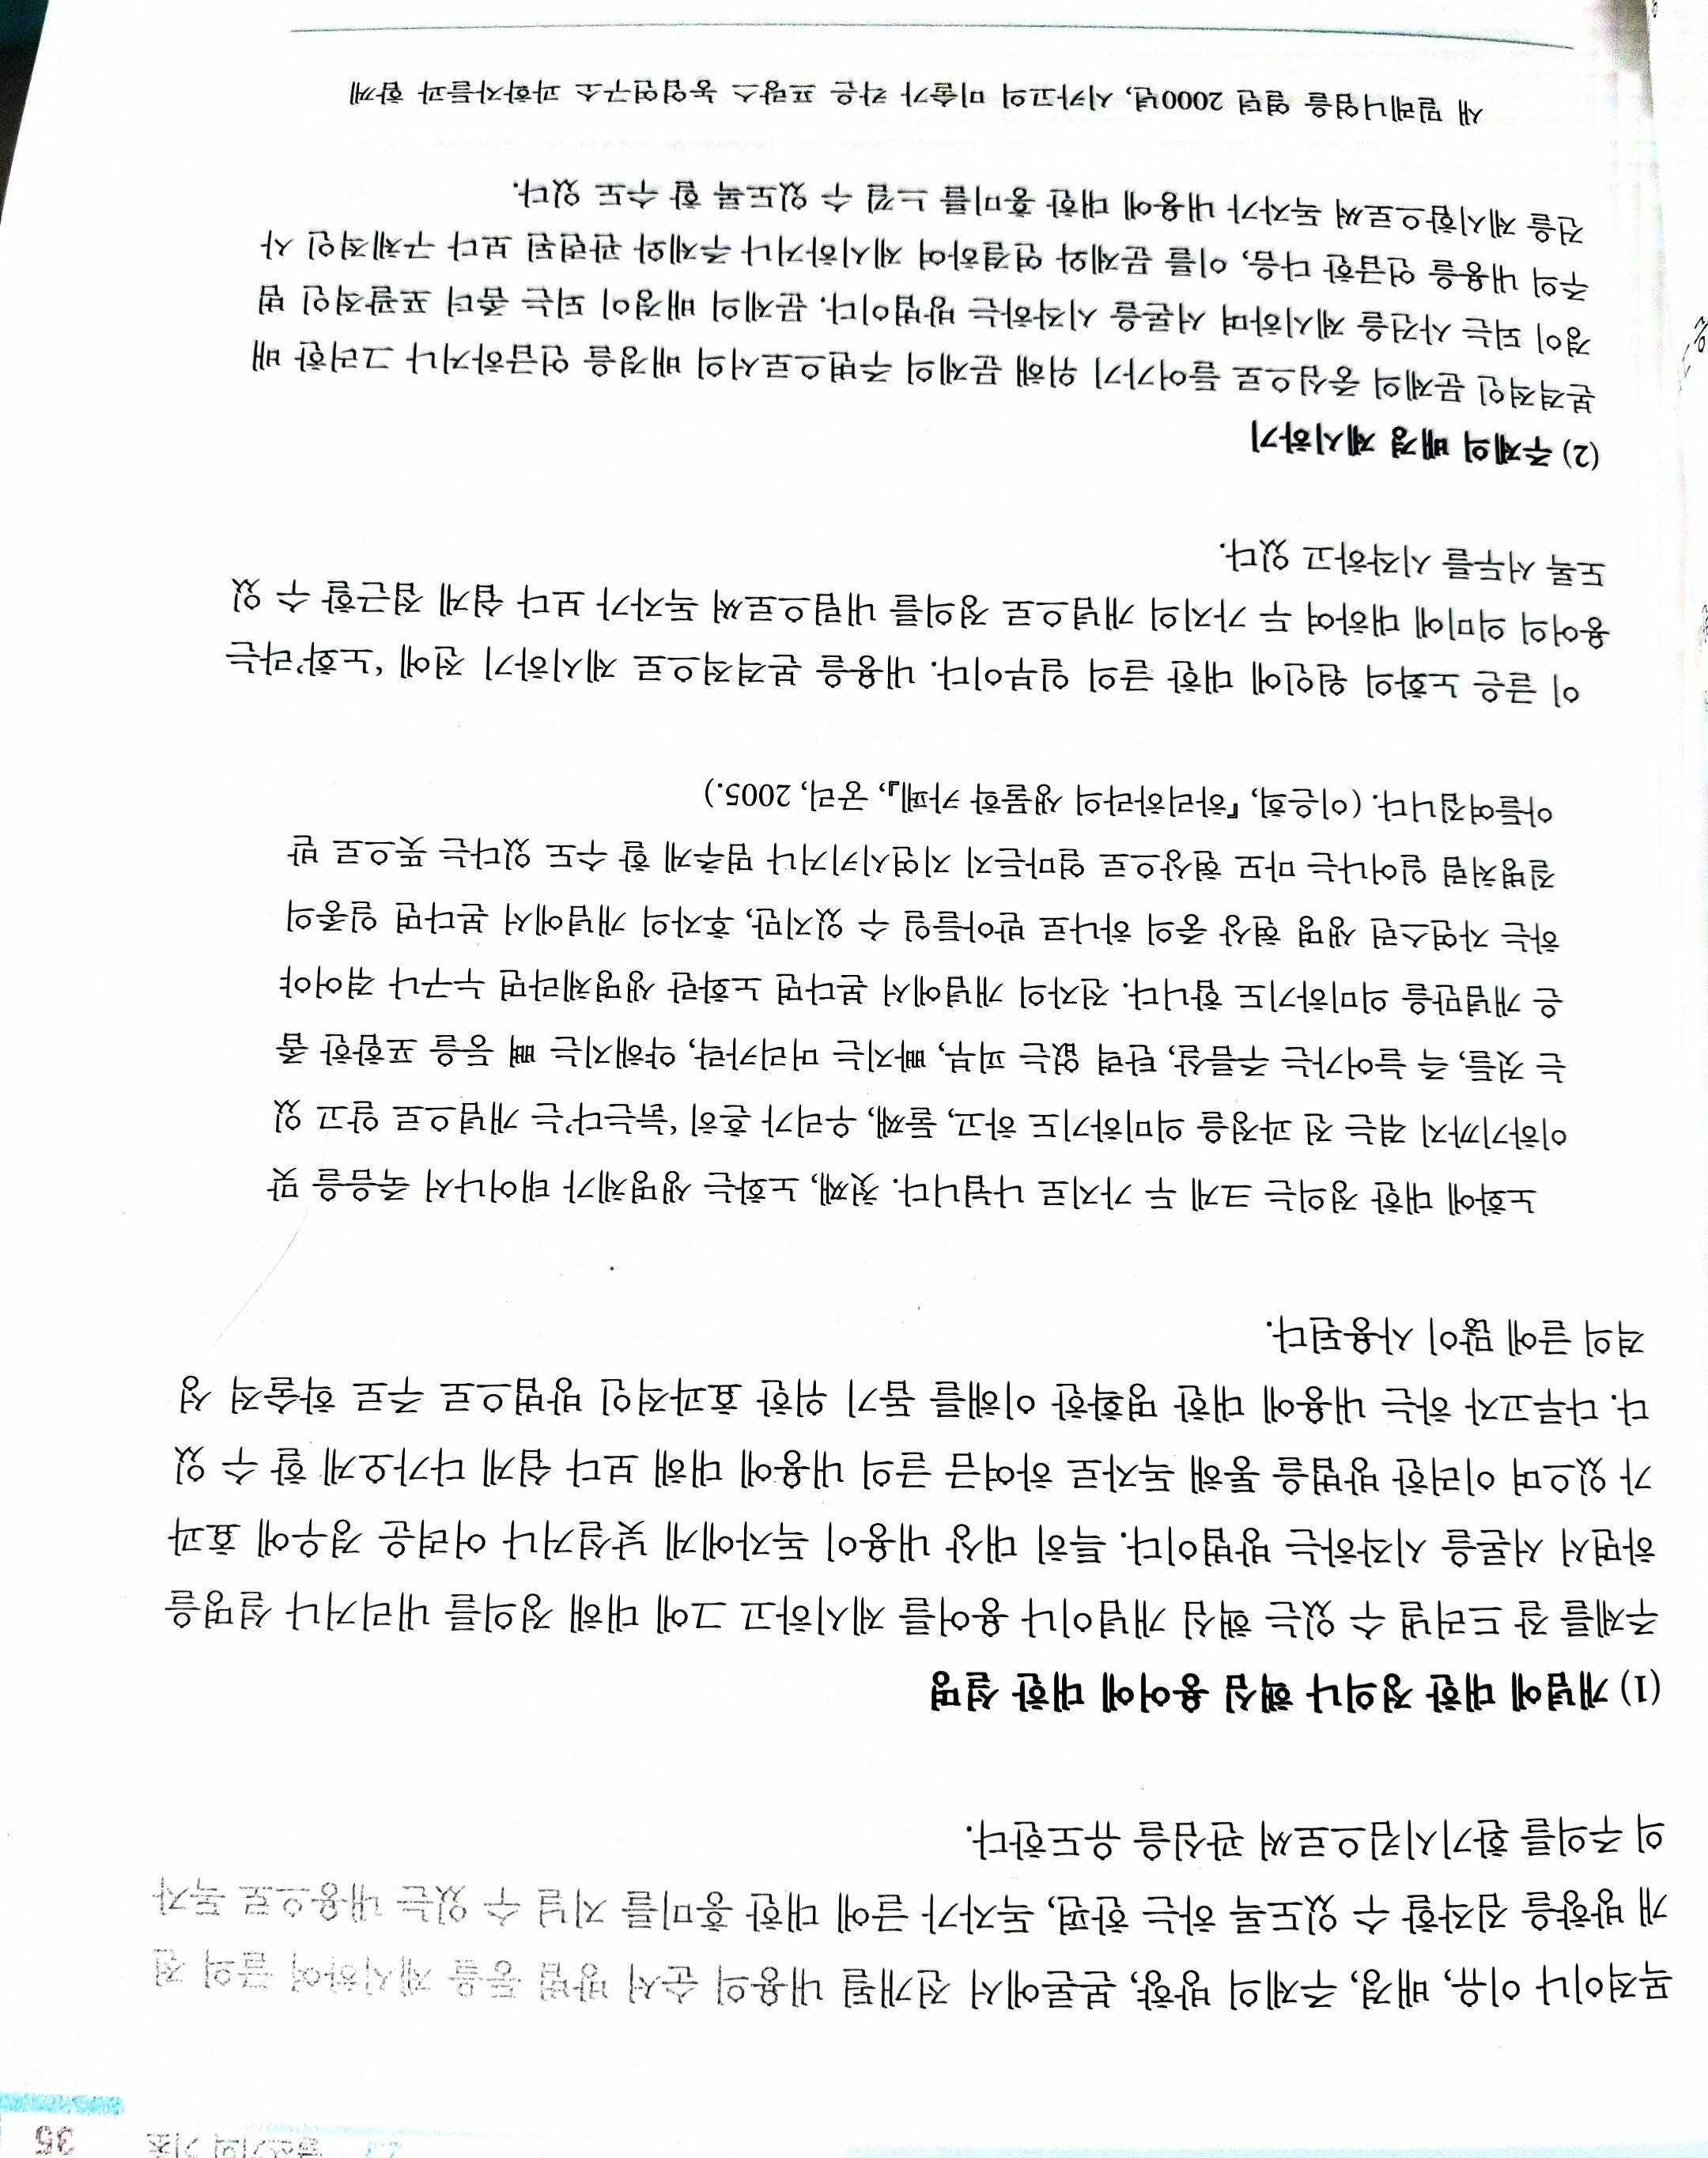 글쓰기의 기초 35
목적이나 이유, 배경, 주제의 방향, 본론에서 전개될 내용의 순서 방법 등을 제시하여 글의 전
개 방향을 짐작할 수 있도록 하는 한편, 독자가 글에 대한 흥미를 지닐 수 있는 내용으로 독자
의 주의를 환기시킴으로써 관심을 유도한다.
(1) 개념에 대한 정의나 핵심 용어에 대한 설명
주제를 잘 드러낼 수 있는 핵심 개념이나 용어를 제시하고 그에 대해 정의를 내리거나 설명을
하면서 서론을 시작하는 방법이다. 특히 대상 내용이 독자에게 낯설거나 어려운 경우에 효과
가 있으며 이러한 방법을 통해 독자로 하여금 글의 내용에 대해 보다 쉽게 다가오게 할 수 있
다. 다루고자 하는 내용에 대한 명확한 이해를 돕기 위한 효과적인 방법으로 주로 학술적 성
격의 글에 많이 사용된다.
노화에 대한 정의는 크게 두 가지로 나뉩니다. 첫째, 노화는 생명체가 태어나서 죽음을 맞
이하기까지 겪는 전 과정을 의미하기도 하고, 둘째, 우리가 흔히 ‘늙는다’는 개념으로 알고 있
는 것들, 즉 늘어가는 주름살, 탄력 없는 피부, 빠지는 머리카락, 약해지는 뼈 등을 포함한 좁
은 개념만을 의미하기도 합니다. 전자의 개념에서 본다면 노화란 생명체라면 누구나 겪어야
하는 자연스런 생명 현상 중의 하나로 받아들일 수 있지만, 후자의 개념에서 본다면 일종의
질병처럼 일어나는 마모 현상으로 얼마든지 지연시키거나 멈추게 할 수도 있다는 뜻으로 받
아들여집니다. (이은희, 『하리하라의 생물학 카페』, 궁리, 2005.)
이 글은 노화의 원인에 대한 글의 일부이다. 내용을 본격적으로 제시하기 전에 ‘노화’라는
용어의 의미에 대하여 두 가지의 개념으로 정의를 내림으로써 독자가 보다 쉽게 접근할 수 있
도록 서두를 시작하고 있다.
(2) 주제의 배경 제시하기
본격적인 문제의 중심으로 들어가기 위해 문제의 주변으로서의 배경을 언급하거나 그러한 배
경이 되는 사건을 제시하며 서론을 시작하는 방법이다. 문제의 배경이 되는 좀더 포괄적인 범
주의 내용을 언급한 다음, 이를 문제와 연결하여 제시하거나 주제와 관련된 보다 구체적인 사
건을 제시함으로써 독자가 내용에 대한 흥미를 느낄 수 있도록 할 수도 있다.
새 밀레니엄을 열던 2000년, 시카고의 미술가 카은 프랑스 농업연구소 과학자들과 함께